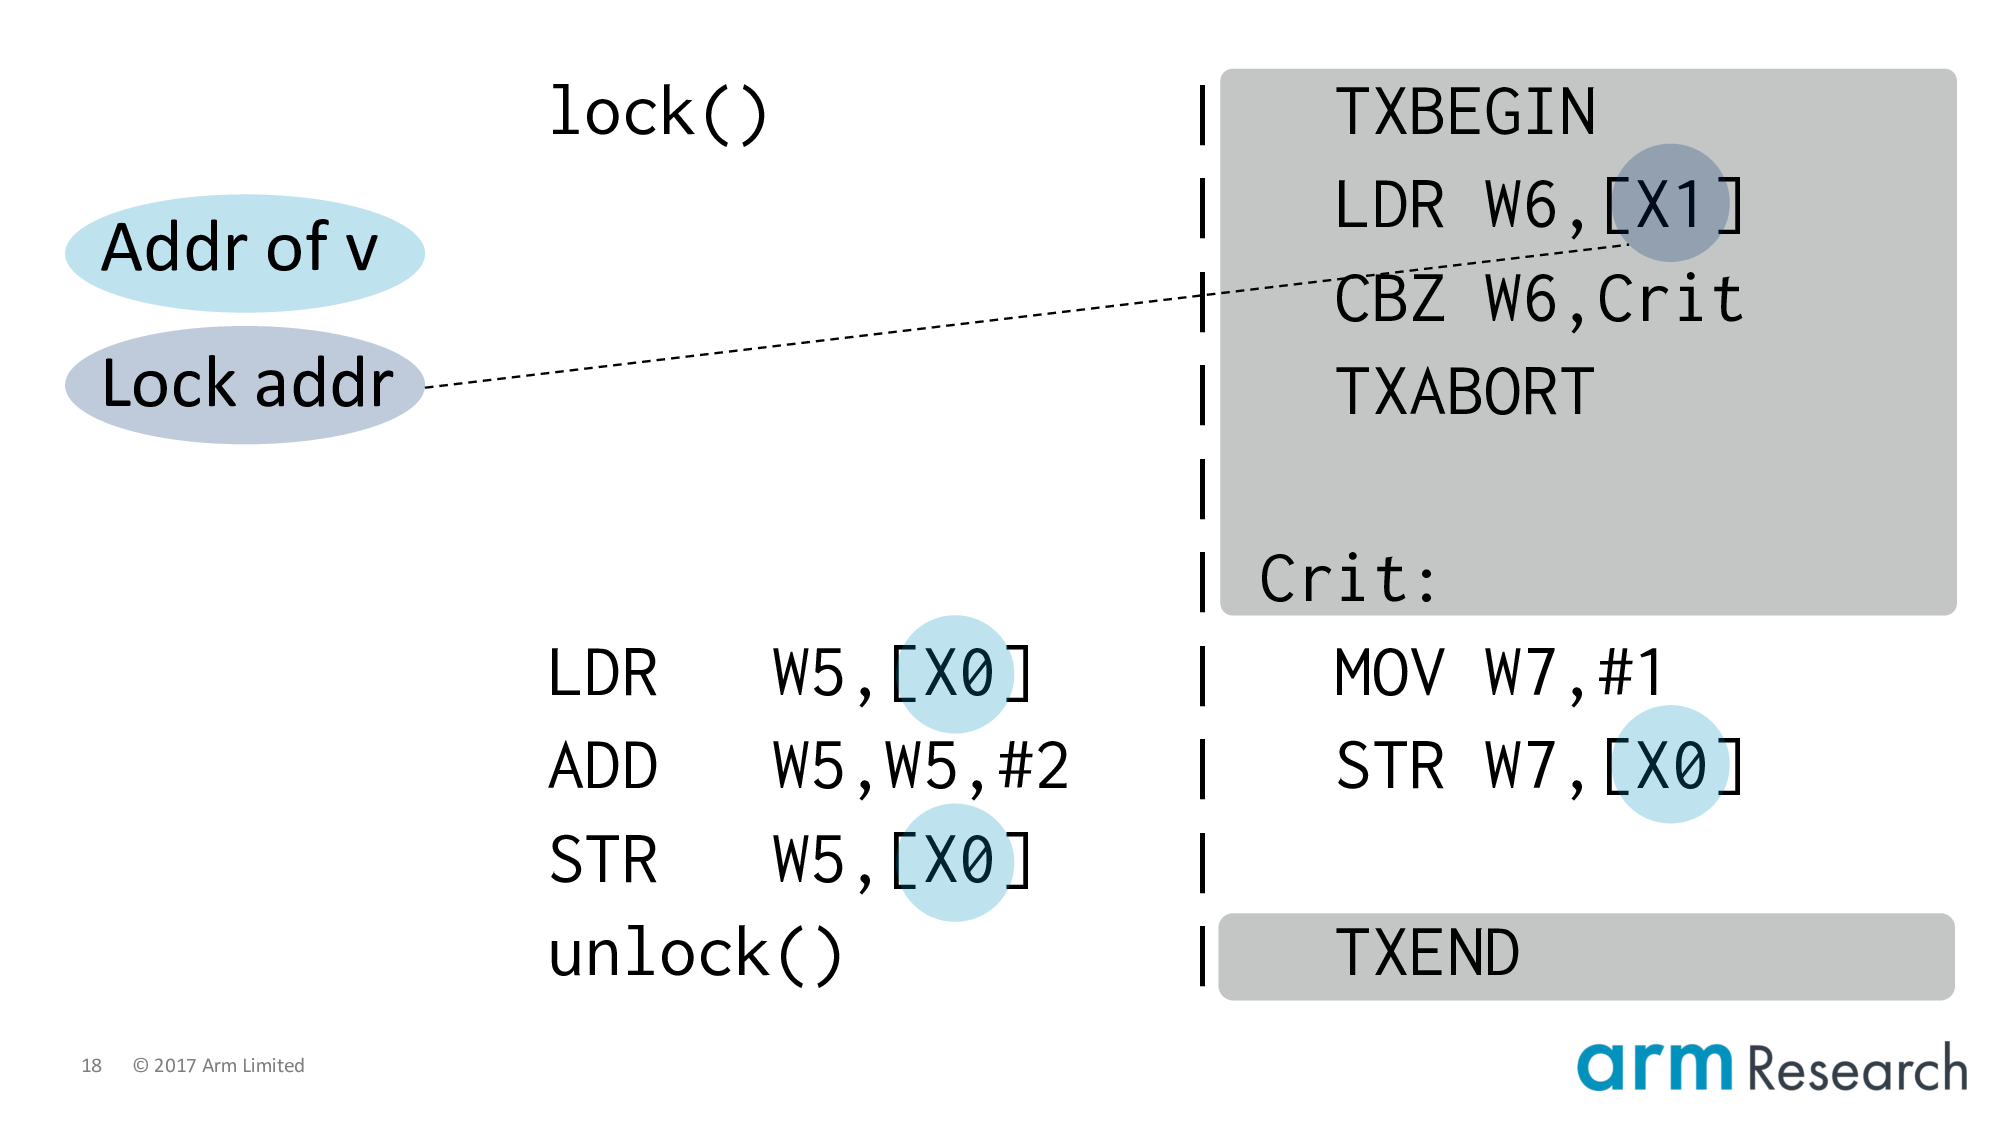 lock() | TXBEGIN
| LDR W6,[X1]
Addr of v
| CBZ W6,Crit
Lock addr
| TXABORT
|
| Crit:
LDR W5,[X0] | MOV W7,#1
ADD W5,W5,#2 | STR W7,[X0]
STR W5,[X0] |
unlock() | TXEND
18 © 2017 Arm Limited
arm Research